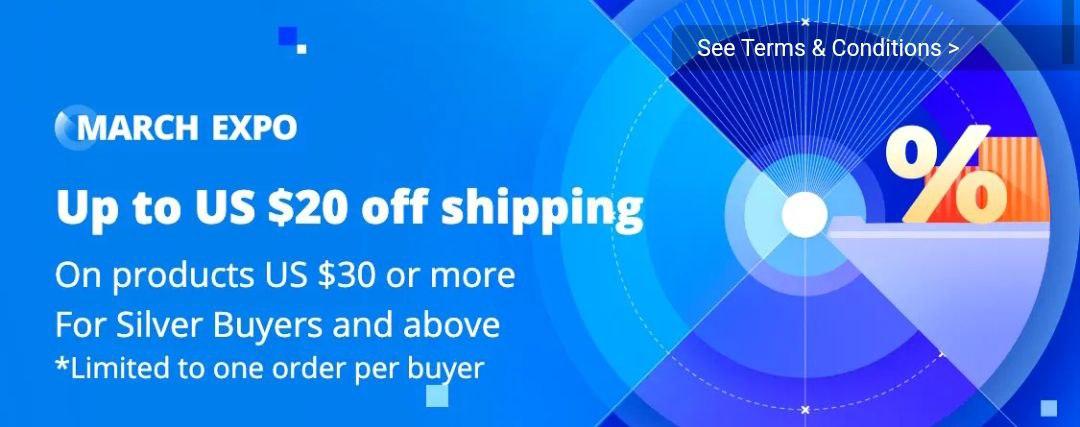 See Terms & Conditions >
MARCH EXPO
Up to US $20 off shipping
On products US $30 or more
For Silver Buyers and above
*Limited to one order per buyer
%